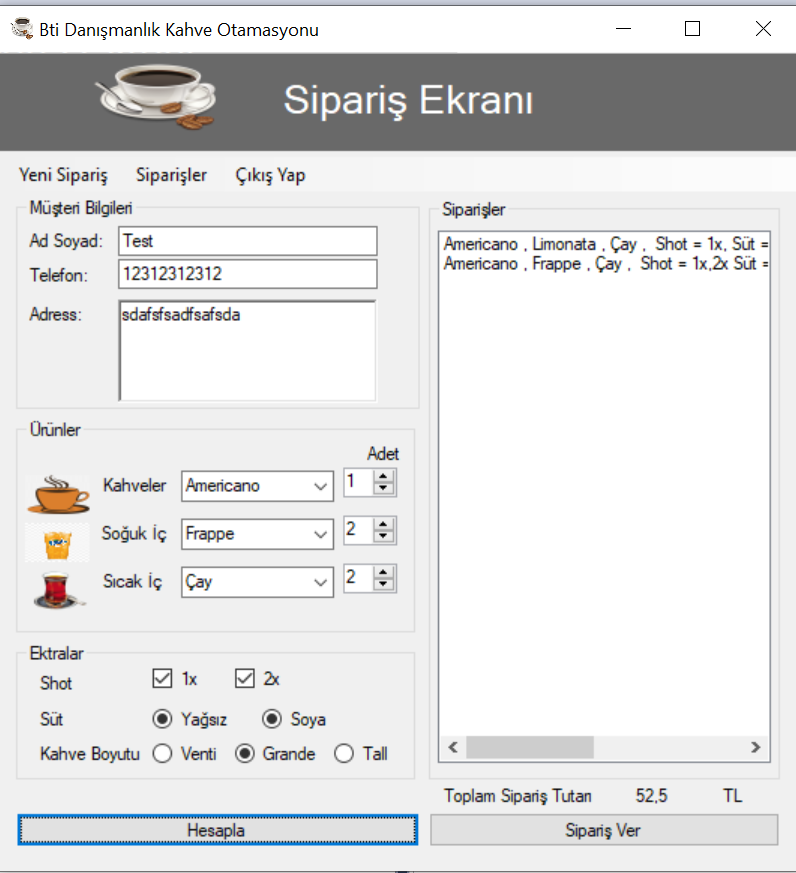 Bti Danışmanlık Kahve Otamasyonu
Sipariş Ekranı
Yeni Sipariş Siparişler Çıkış Yap
Müşteri Bilgileri
Ad Soyad: Test
Telefon: 12312312312
Adress: sdafsfsadfsafsda
Ürünler
Adet
Kahveler Americano 1
Soğuk İç Frappe 2
Sıcak İç Çay 2
Ektralar
Shot 1x 2x
Süt Yağsız Soya
Kahve Boyutu Venti Grande Tall
Hesapla
Siparişler
Americano , Limonata , Çay , Shot = 1x, Süt =
Americano , Frappe , Çay , Shot = 1x,2x Süt =
Toplam Sipariş Tutarı 52,5 TL
Sipariş Ver